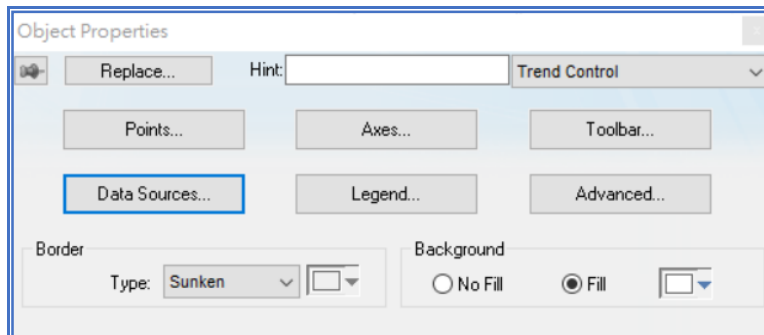 Object Properties
Replace... Hint: Trend Control
Points... Axes... Toolbar...
Data Sources... Legend... Advanced...
Border Background
Type: Sunken No Fill Fill